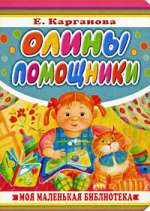 Е. Карганова
ОЛИНЫ
ПОМОЩНИКИ
МОЯ МАЛЕНЬКАЯ БИБЛИОТЕКА